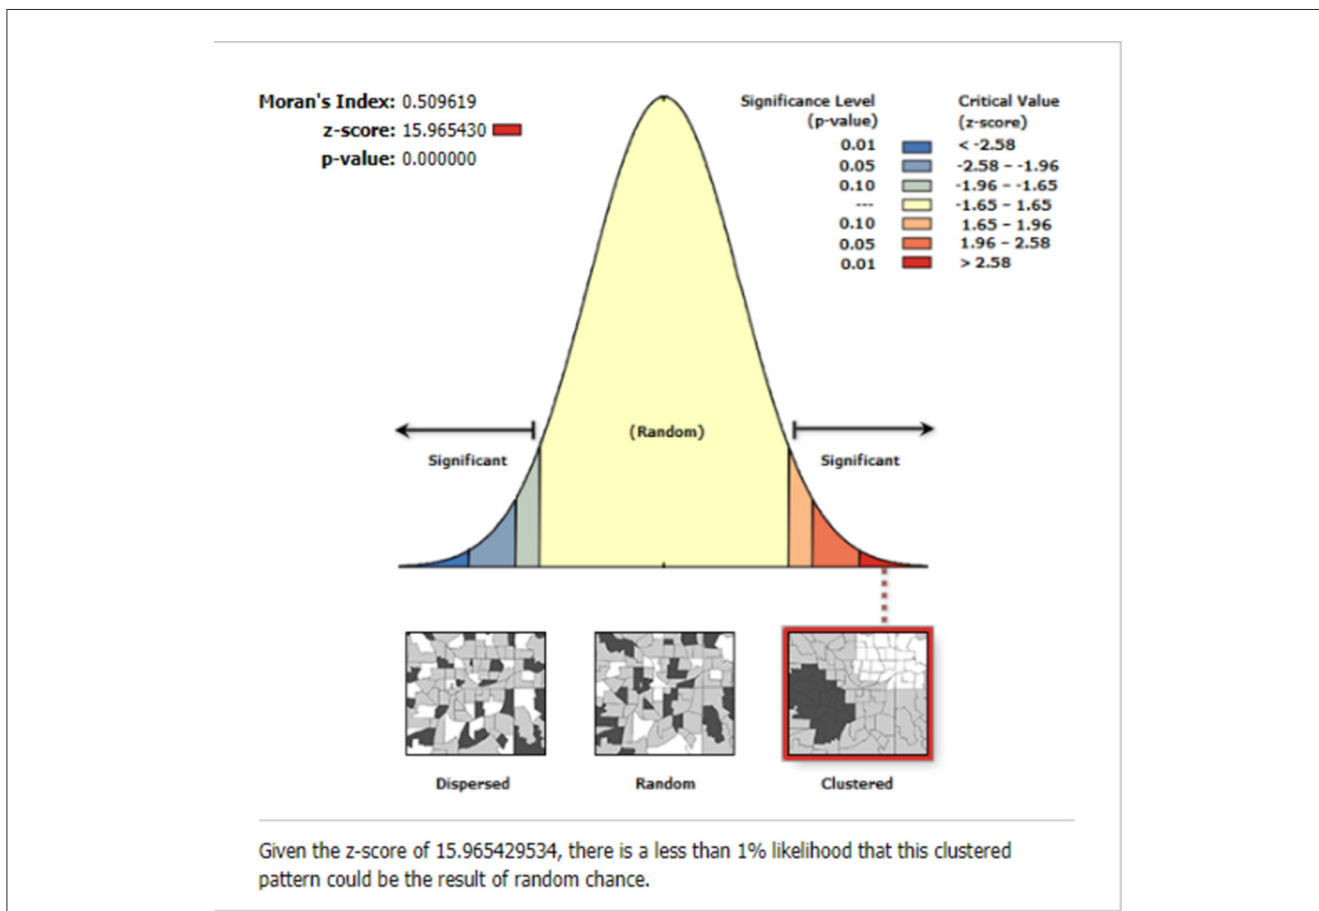 Moran's Index: 0.509619
z-score: 15.965430
p-value: 0.000000
Significance Level
(p-value)
Critical Value
(z-score)
0.01 < -2.58
0.05 -2.58 – -1.96
0.10 -1.96 – -1.65
--- -1.65 – 1.65
0.10 1.65 – 1.96
0.05 1.96 – 2.58
0.01 > 2.58
(Random)
Significant
Significant
Dispersed
Random
Clustered
Given the z-score of 15.965429534, there is a less than 1% likelihood that this clustered
pattern could be the result of random chance.